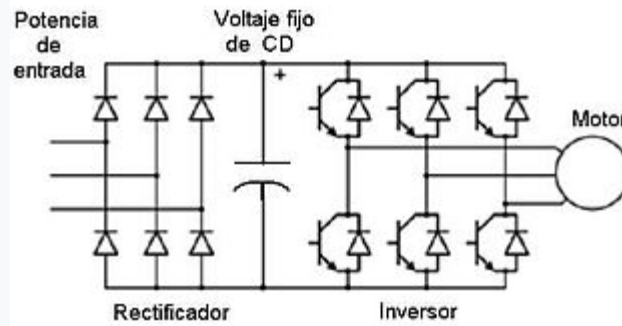 Potencia
de
entrada
Voltaje fijo
de CD
+
Motor
Rectificador
Inversor